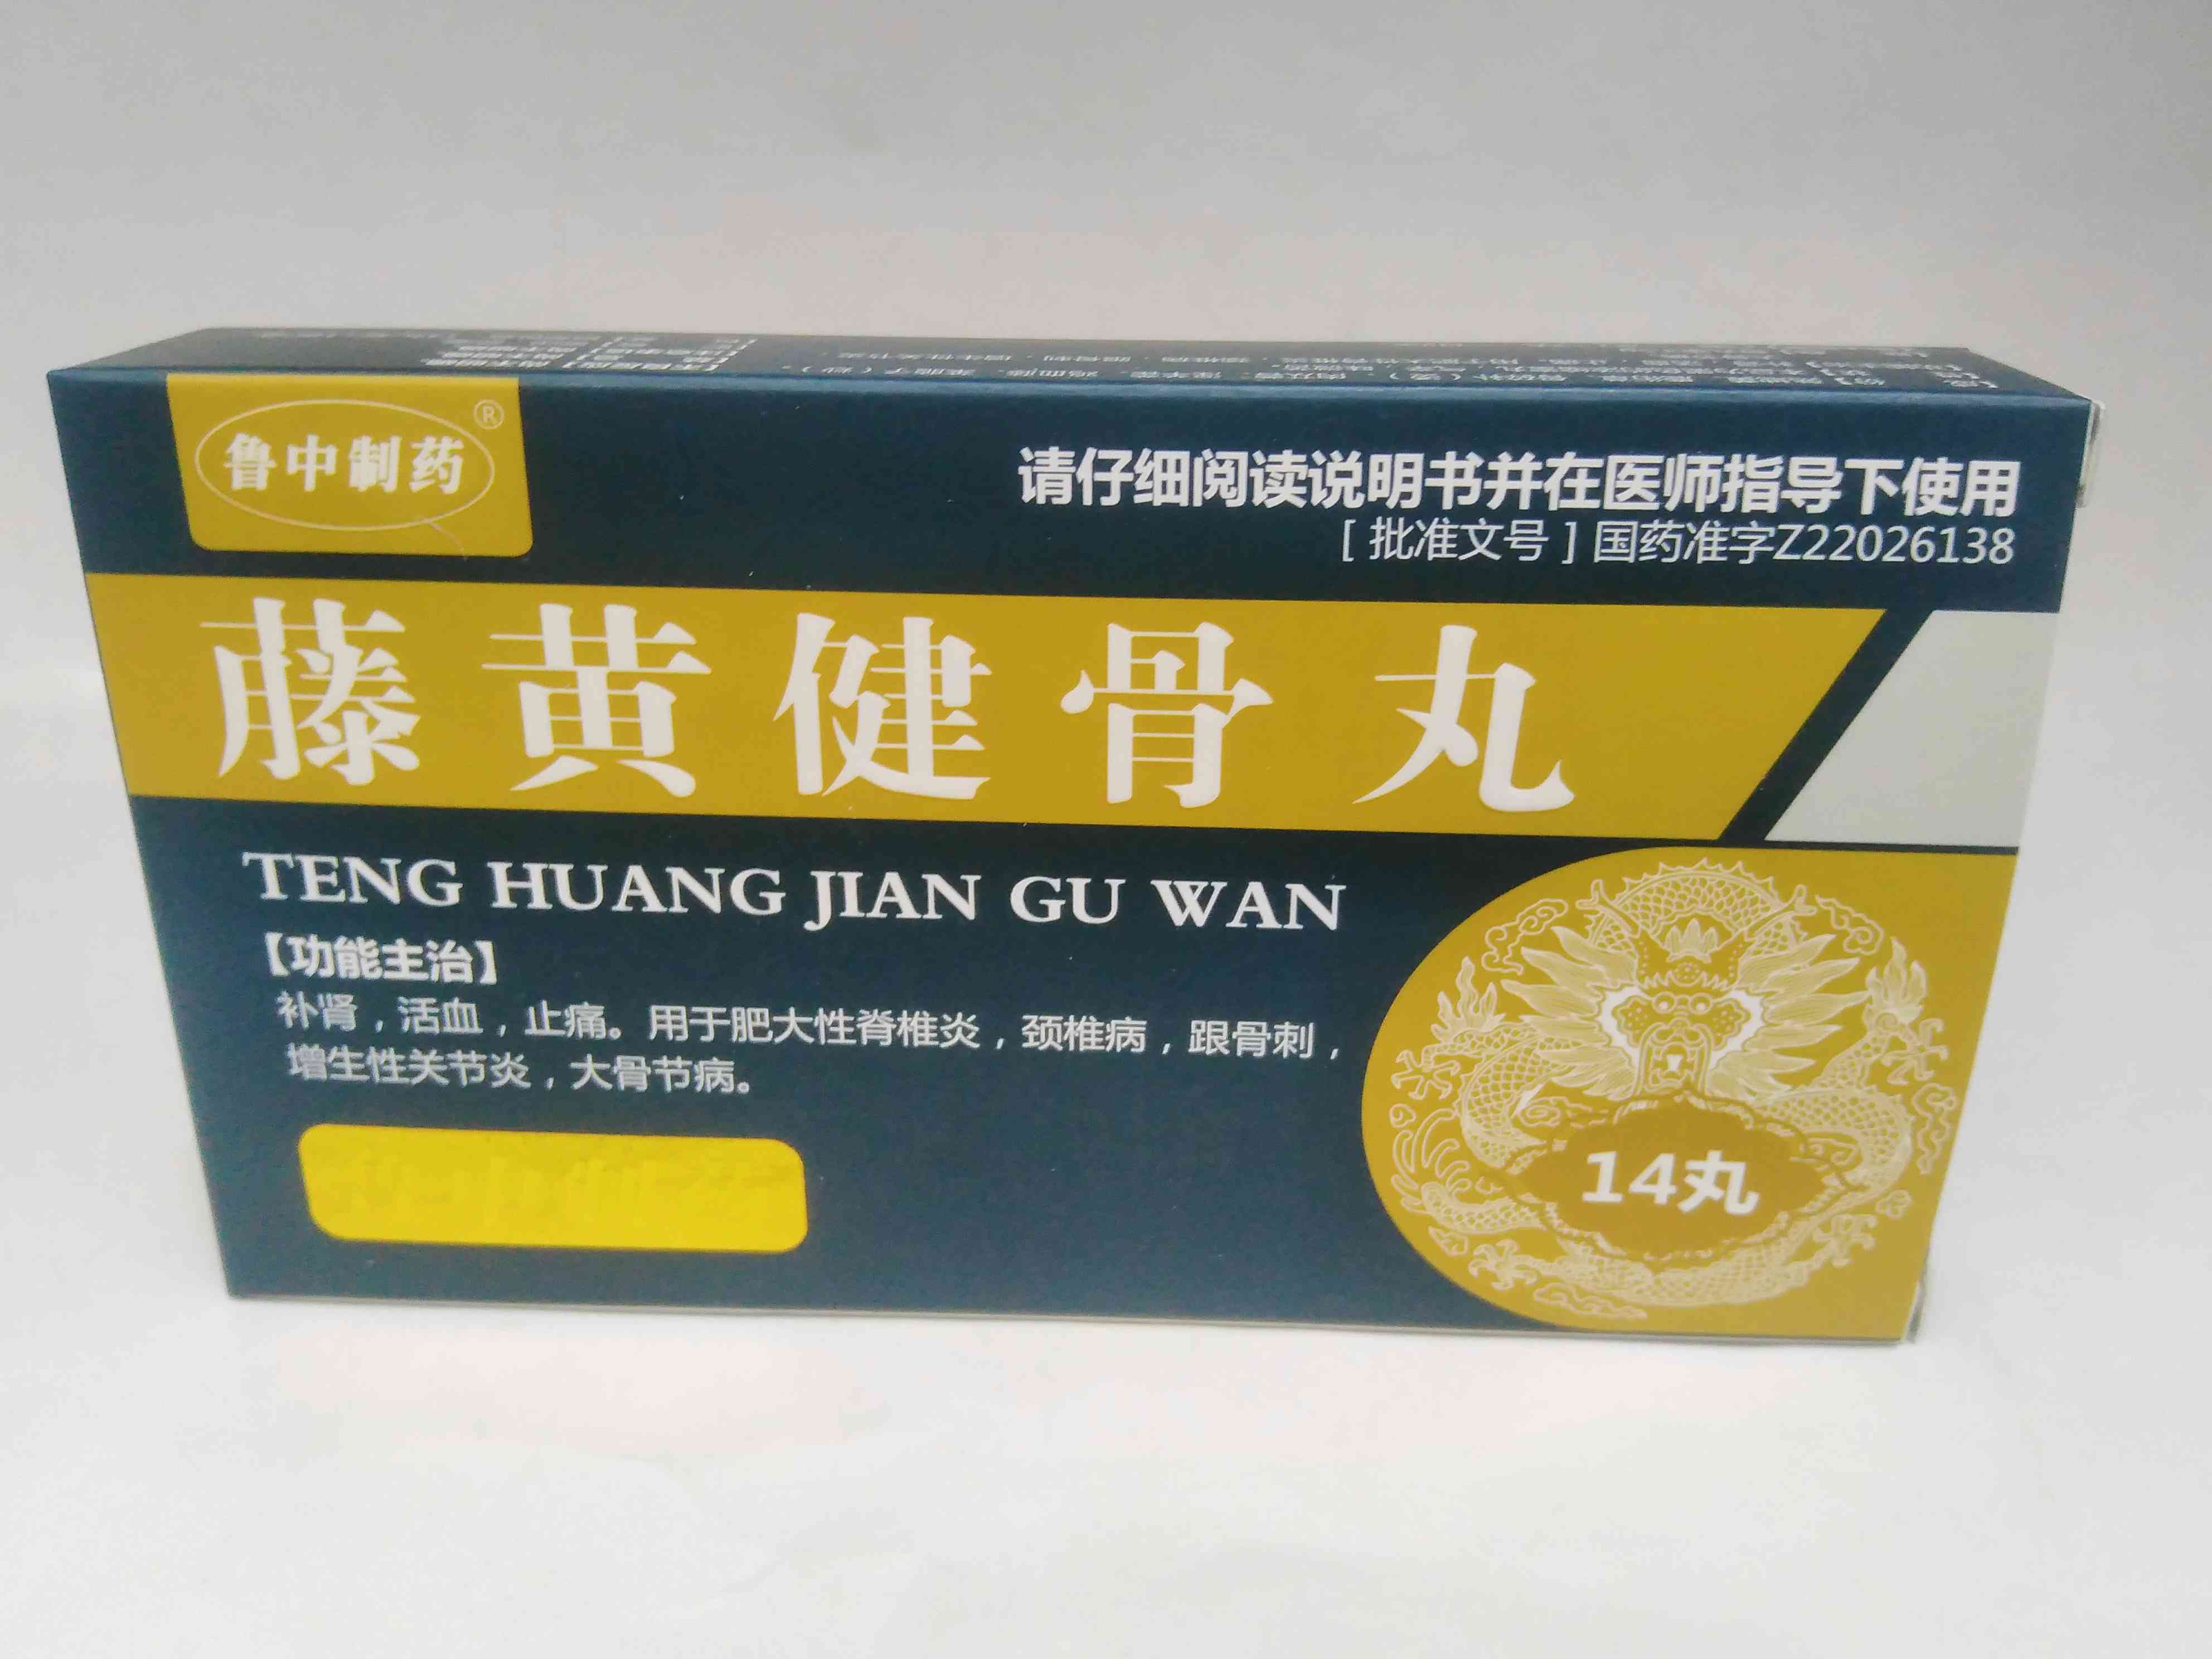 鲁中制药®
请仔细阅读说明书并在医师指导下使用
[批准文号]国药准字Z22026138
藤黄健骨丸
TENG HUANG JIAN GU WAN
【功能主治】
补肾，活血，止痛。用于肥大性脊椎炎，颈椎病，跟骨刺，
增生性关节炎，大骨节病。
14丸